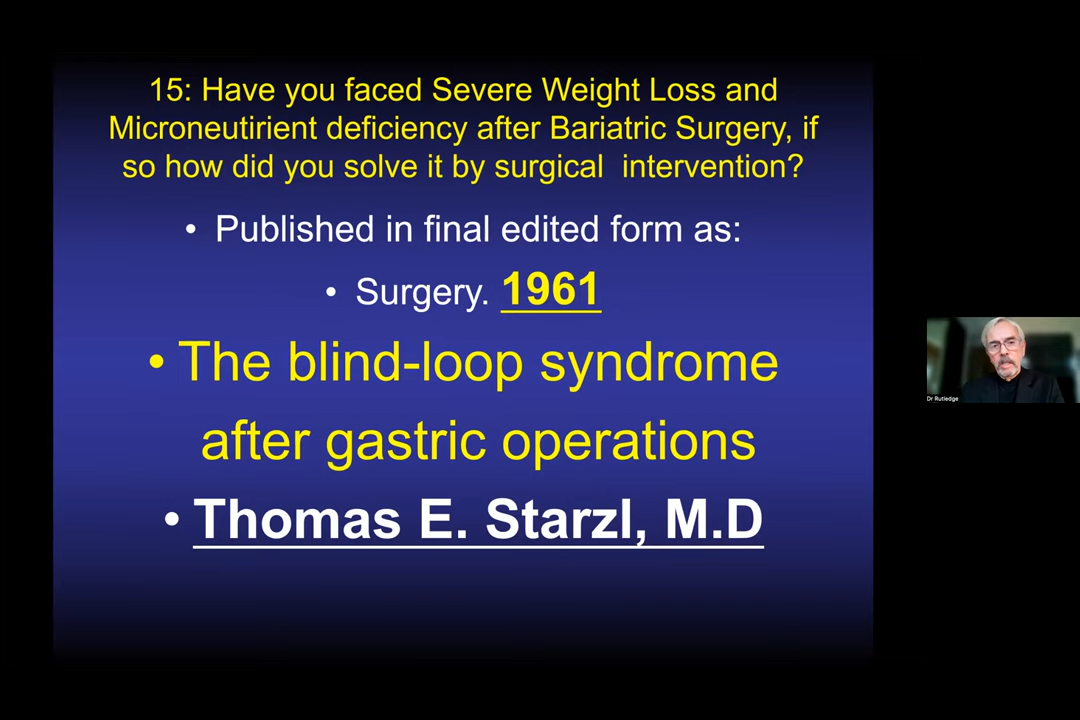 15: Have you faced Severe Weight Loss and
Microneutirient deficiency after Bariatric Surgery, if
so how did you solve it by surgical intervention?
• Published in final edited form as:
• Surgery. 1961
• The blind-loop syndrome
after gastric operations
• Thomas E. Starzl, M.D
Dr Rutledge